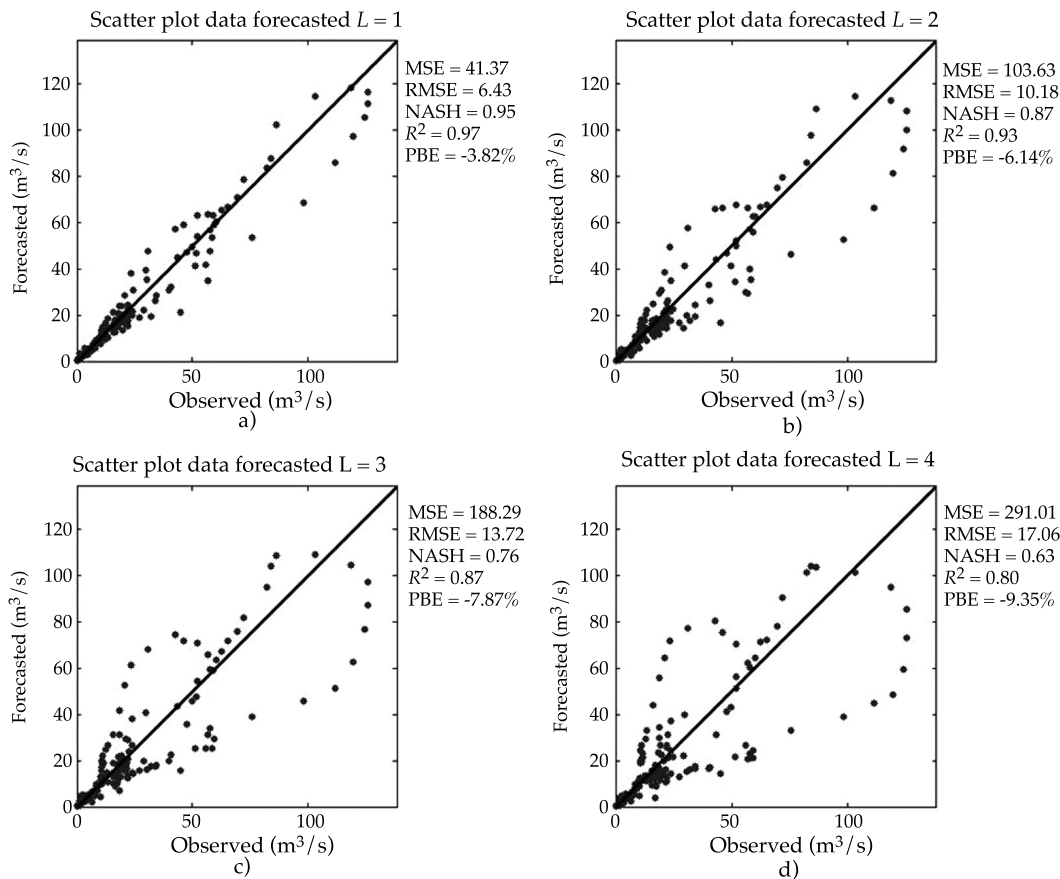 Scatter plot data forecasted L = 1
Forecasted (m³/s)
120
100
80
60
40
20
0
0 50 100
Observed (m³/s)
a)
MSE = 41.37
RMSE = 6.43
NASH = 0.95
R² = 0.97
PBE = -3.82%
Scatter plot data forecasted L = 2
Forecasted (m³/s)
120
100
80
60
40
20
0
0 50 100
Observed (m³/s)
b)
MSE = 103.63
RMSE = 10.18
NASH = 0.87
R² = 0.93
PBE = -6.14%
Scatter plot data forecasted L = 3
Forecasted (m³/s)
120
100
80
60
40
20
0
0 50 100
Observed (m³/s)
c)
MSE = 188.29
RMSE = 13.72
NASH = 0.76
R² = 0.87
PBE = -7.87%
Scatter plot data forecasted L = 4
Forecasted (m³/s)
120
100
80
60
40
20
0
0 50 100
Observed (m³/s)
d)
MSE = 291.01
RMSE = 17.06
NASH = 0.63
R² = 0.80
PBE = -9.35%